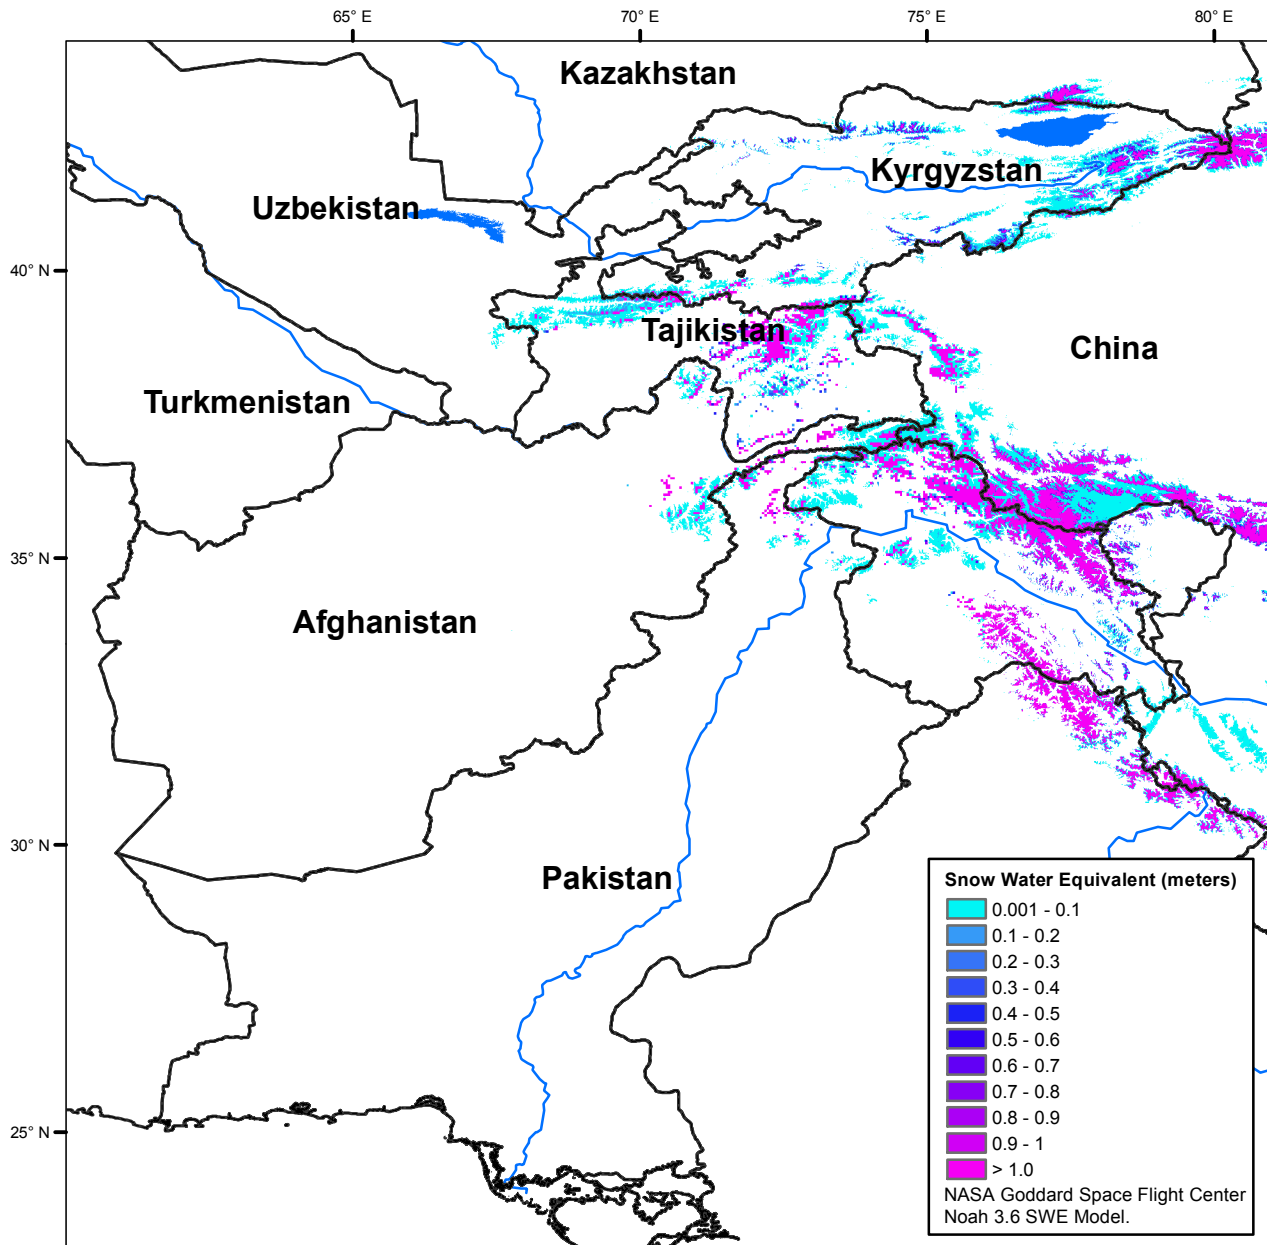 65° E
70° E
75° E
80° E
Kazakhstan
Kyrgyzstan
Uzbekistan
40° N
Tajikistan
China
Turkmenistan
35° N
Afghanistan
30° N
Pakistan
25° N
Snow Water Equivalent (meters)
0.001 - 0.1
0.1 - 0.2
0.2 - 0.3
0.3 - 0.4
0.4 - 0.5
0.5 - 0.6
0.6 - 0.7
0.7 - 0.8
0.8 - 0.9
0.9 - 1
> 1.0
NASA Goddard Space Flight Center
Noah 3.6 SWE Model.